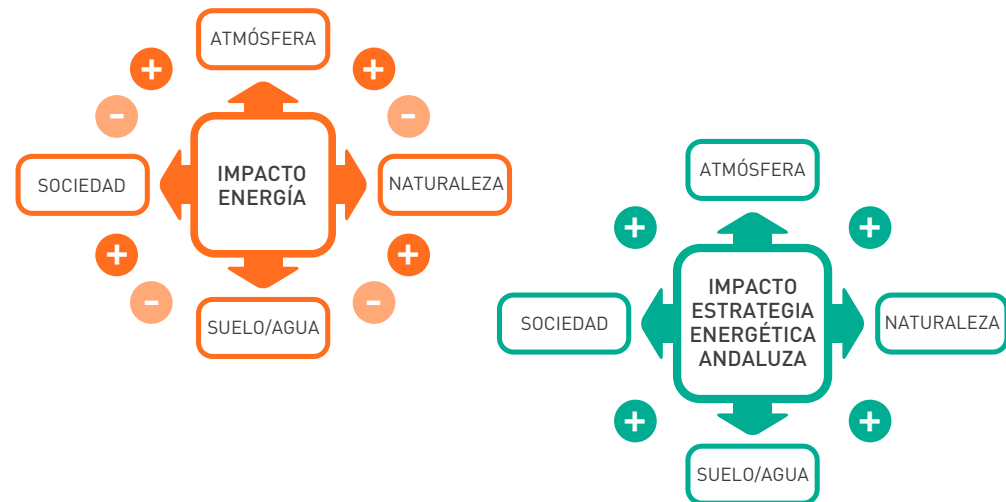 ATMÓSFERA
+
+
-
-
SOCIEDAD
IMPACTO
ENERGÍA
NATURALEZA
+
+
-
-
SUELO/AGUA
ATMÓSFERA
+
+
SOCIEDAD
IMPACTO
ESTRATEGIA
ENERGÉTICA
ANDALUZA
NATURALEZA
+
+
SUELO/AGUA